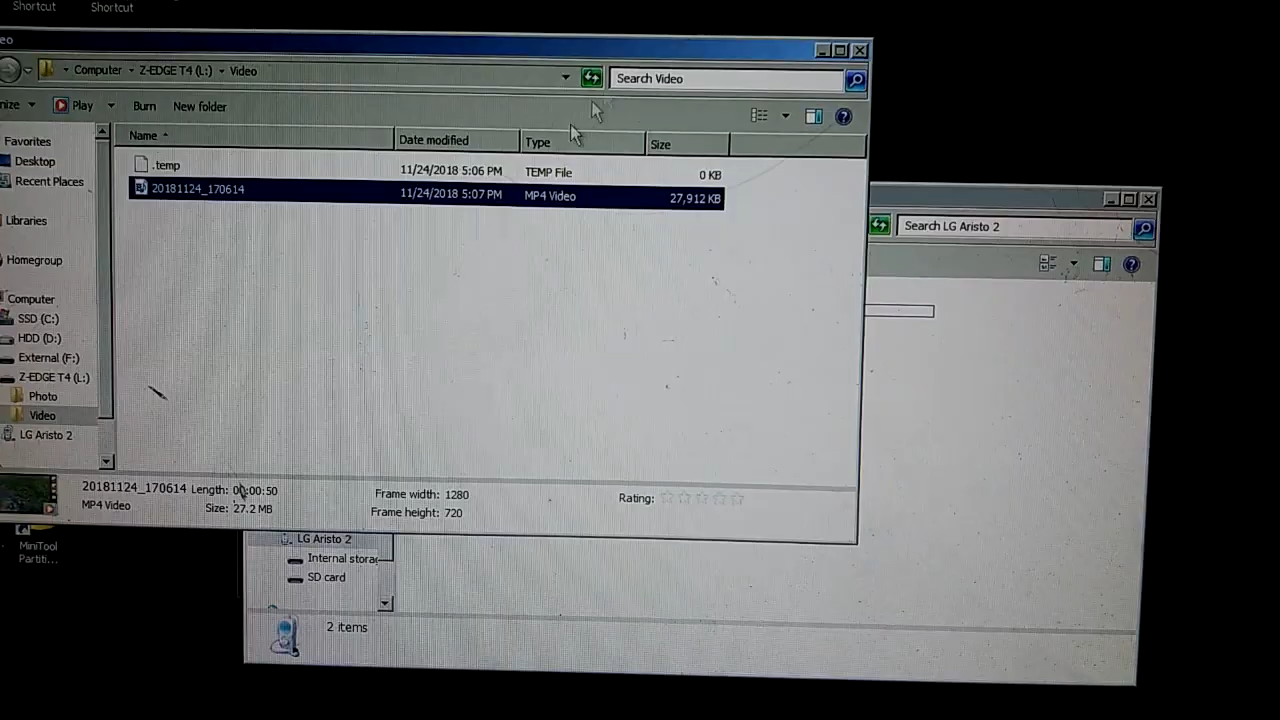 Shortcut
Shortcut
eo
Computer
Z-EDGE T4 (L:)
Video
Search Video
nize
Play
Burn
New folder
Name
Date modified
Type
Size
.temp
11/24/2018 5:06 PM
TEMP File
0 KB
20181124_170614
11/24/2018 5:07 PM
MP4 Video
27,912 KB
Favorites
Desktop
Recent Places
Libraries
Homegroup
Computer
SSD (C:)
HDD (D:)
External (F:)
Z-EDGE T4 (L:)
Photo
Video
LG Aristo 2
20181124_170614 Length: 00:00:50
MP4 Video
Size: 27.2 MB
Frame width: 1280
Frame height: 720
Rating:
Search LG Aristo 2
MiniTool
Partiti...
LG Aristo 2
Internal storag
SD card
2 items